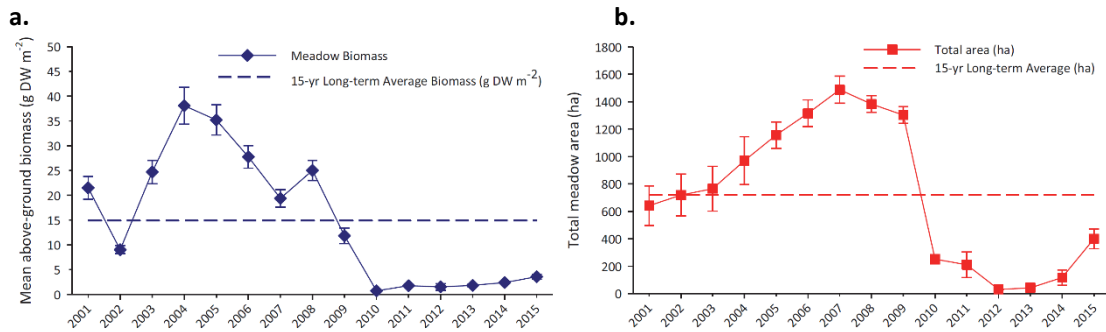 a.
Meadow Biomass
15-yr Long-term Average Biomass (g DW m⁻²)
Mean above-ground biomass (g DW m⁻²)
50
45
40
35
30
25
20
15
10
5
0
2001 2002 2003 2004 2005 2006 2007 2008 2009 2010 2011 2012 2013 2014 2015
b.
Total area (ha)
15-yr Long-term Average (ha)
Total meadow area (ha)
1800
1600
1400
1200
1000
800
600
400
200
0
2001 2002 2003 2004 2005 2006 2007 2008 2009 2010 2011 2012 2013 2014 2015